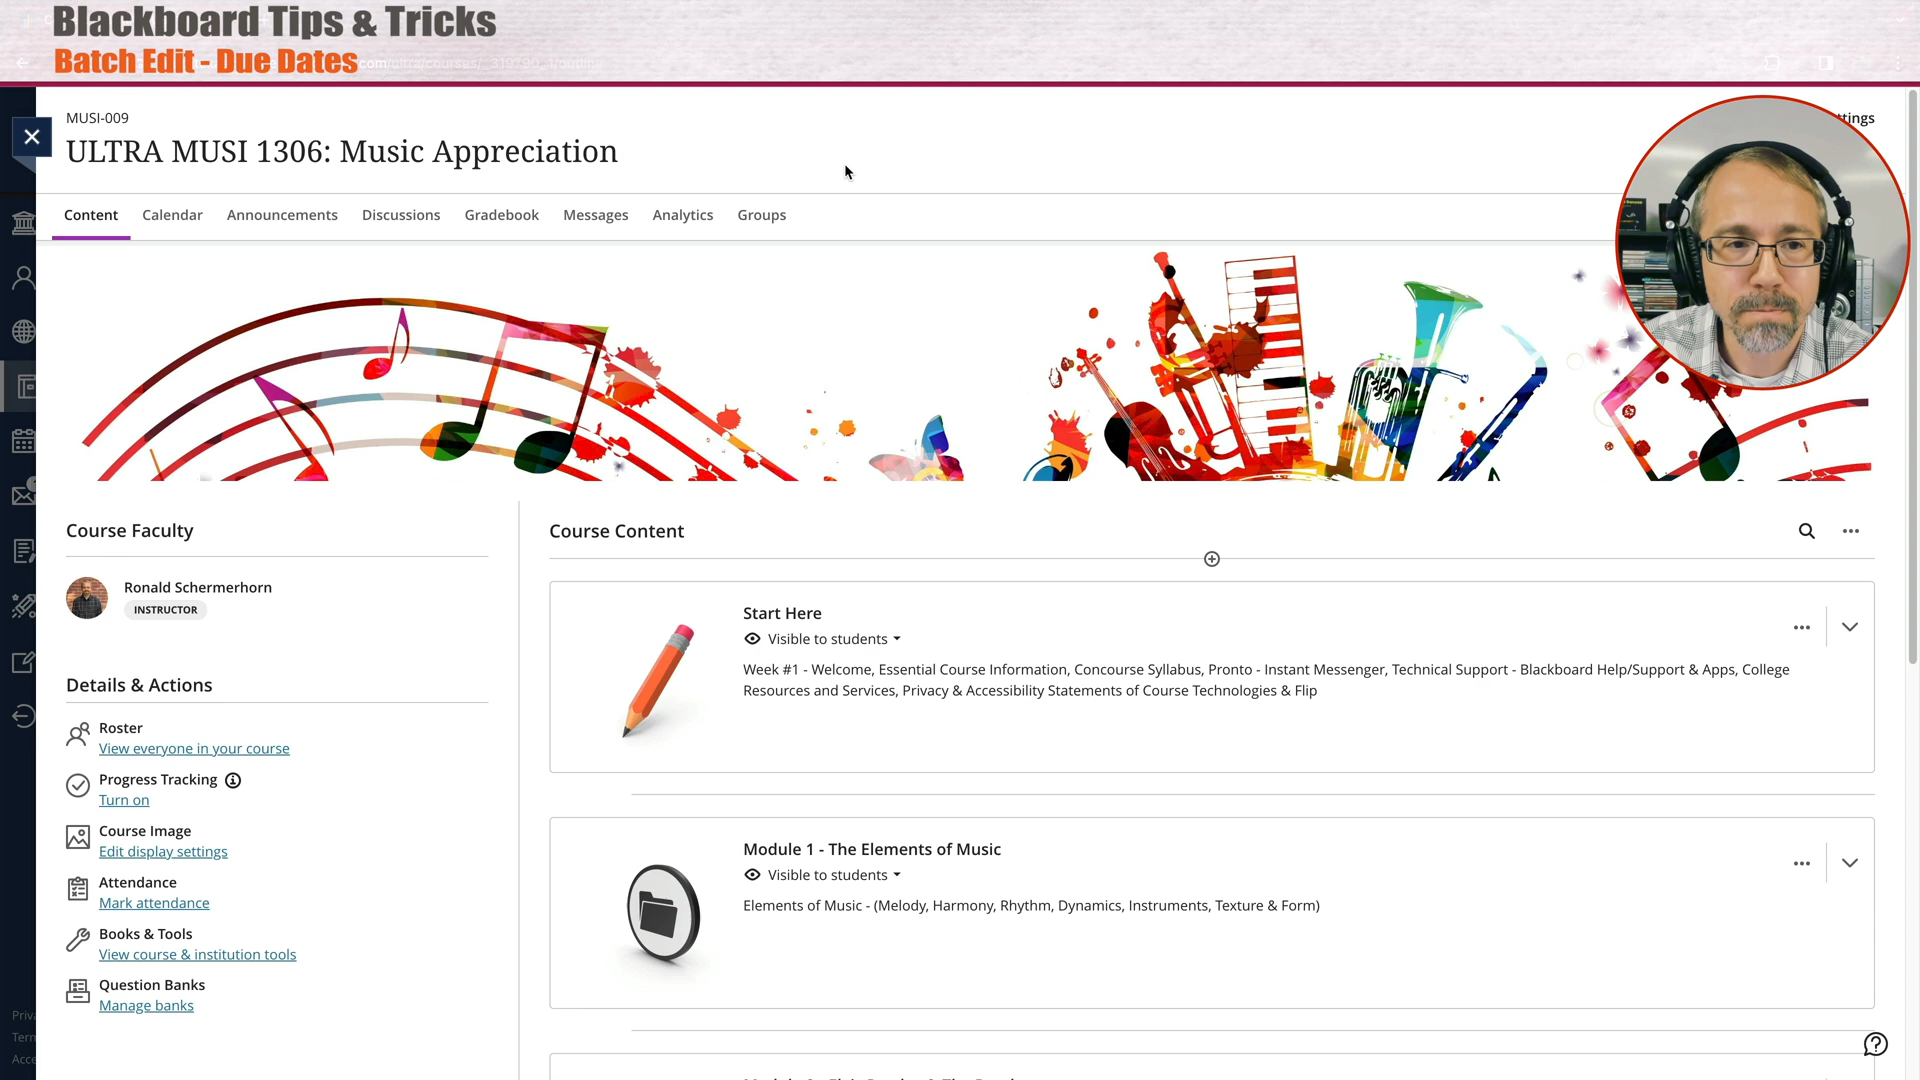 Blackboard Tips & Tricks
Batch Edit - Due Dates
MUSI-009
ULTRA MUSI 1306: Music Appreciation
Content
Calendar
Announcements
Discussions
Gradebook
Messages
Analytics
Groups
Course Faculty
Ronald Schermerhorn
INSTRUCTOR
Details & Actions
Roster
View everyone in your course
Progress Tracking
Turn on
Course Image
Edit display settings
Attendance
Mark attendance
Books & Tools
View course & institution tools
Question Banks
Manage banks
Course Content
Start Here
Visible to students
Week #1 - Welcome, Essential Course Information, Concourse Syllabus, Pronto - Instant Messenger, Technical Support - Blackboard Help/Support & Apps, College
Resources and Services, Privacy & Accessibility Statements of Course Technologies & Flip
Module 1 - The Elements of Music
Visible to students
Elements of Music - (Melody, Harmony, Rhythm, Dynamics, Instruments, Texture & Form)